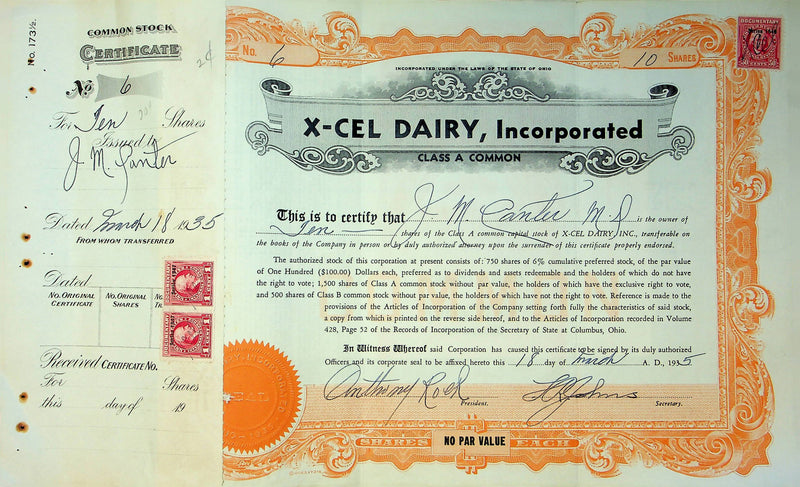 No. 173½.
COMMON STOCK
CERTIFICATE
No 6
For Ten Shares
Issued to
J M. Canter
Dated March 18 1935
FROM WHOM TRANSFERRED
Dated
No. ORIGINAL CERTIFICATE
No. ORIGINAL SHARES
Received CERTIFICATE No.
For Shares
this day of 19
No. 6
10 SHARES
DOCUMENTARY
INCORPORATED UNDER THE LAWS OF THE STATE OF OHIO
X-CEL DAIRY, Incorporated
CLASS A COMMON
This is to certify that J M. Canter M D is the owner of
Ten shares of the Class A common capital stock of X-CEL DAIRY, INC., transferable on
the books of the Company in person or by duly authorized attorney upon the surrender of this certificate properly endorsed.
The authorized stock of this corporation at present consists of: 750 shares of 6% cumulative preferred stock, of the par value
of One Hundred ($100.00) Dollars each, preferred as to dividends and assets redeemable and the holders of which do not have
the right to vote; 1,500 shares of Class A common stock without par value, the holders of which have the exclusive right to vote,
and 500 shares of Class B common stock without par value, the holders of which have not the right to vote. Reference is made to the
provisions of the Articles of Incorporation of the Company setting forth fully the characteristics of said stock,
a copy from which is printed on the reverse side hereof, and to the Articles of Incorporation recorded in Volume
428, Page 52 of the Records of Incorporation of the Secretary of State at Columbus, Ohio.
In Witness Whereof said Corporation has caused this certificate to be signed by its duly authorized
Officers and its corporate seal to be affixed hereto this 18 day of March A. D., 1935
Anthony Rock
President.
Johns
Secretary.
SEAL
SHARES NO PAR VALUE EACH